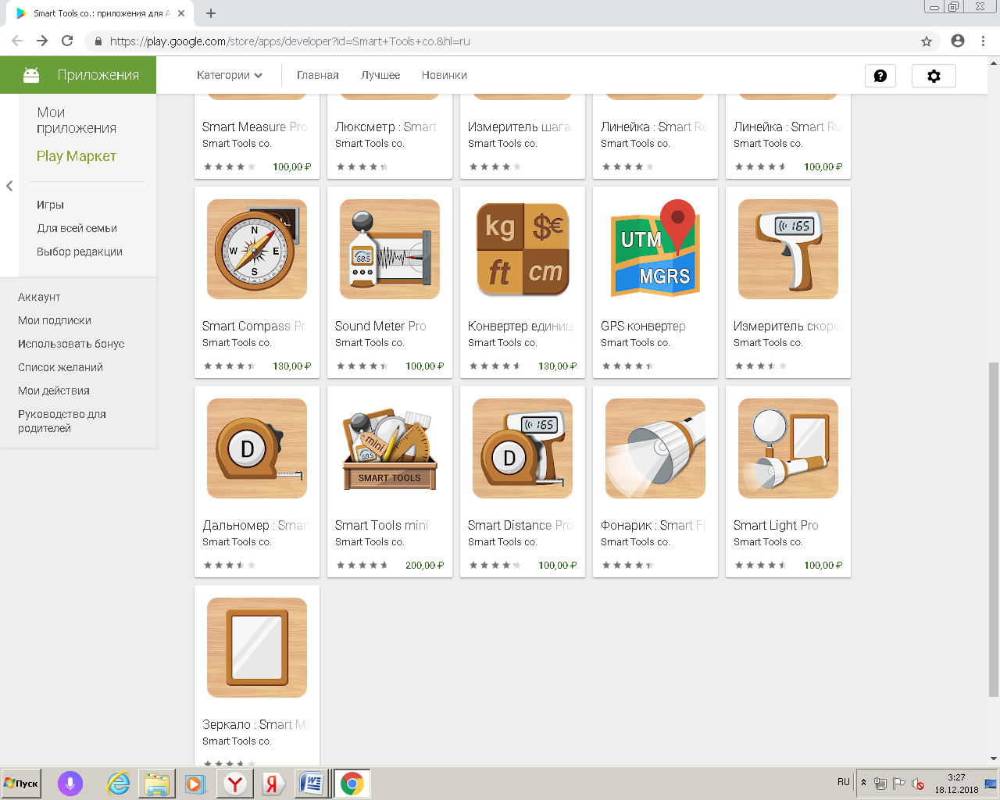 Smart Tools co.: приложения для A
https://play.google.com/store/apps/developer?id=Smart+Tools+co.&hl=ru
Приложения
Категории
Главная
Лучшее
Новинки
Мои
приложения
Play Маркет
Игры
Для всей семьи
Выбор редакции
Аккаунт
Мои подписки
Использовать бонус
Список желаний
Мои действия
Руководство для
родителей
Smart Measure Pro
Smart Tools co.
100,00 ₽
Люксметр : Smart
Smart Tools co.
Измеритель шага
Smart Tools co.
Линейка : Smart Ru
Smart Tools co.
Линейка : Smart Ru
Smart Tools co.
100,00 ₽
N
W E
S
Smart Compass Pr
Smart Tools co.
130,00 ₽
68.5
Sound Meter Pro
Smart Tools co.
100,00 ₽
kg $€
ft cm
Конвертер единиц
Smart Tools co.
130,00 ₽
UTM
MGRS
GPS конвертер
Smart Tools co.
165
Измеритель скоро
Smart Tools co.
D
Дальномер : Smart
Smart Tools co.
mini
68.5
SMART TOOLS
Smart Tools mini
Smart Tools co.
200,00 ₽
165
D
Smart Distance Pro
Smart Tools co.
100,00 ₽
Фонарик : Smart Fl
Smart Tools co.
Smart Light Pro
Smart Tools co.
100,00 ₽
Зеркало : Smart Mi
Smart Tools co.
Пуск
RU
3:27
18.12.2018